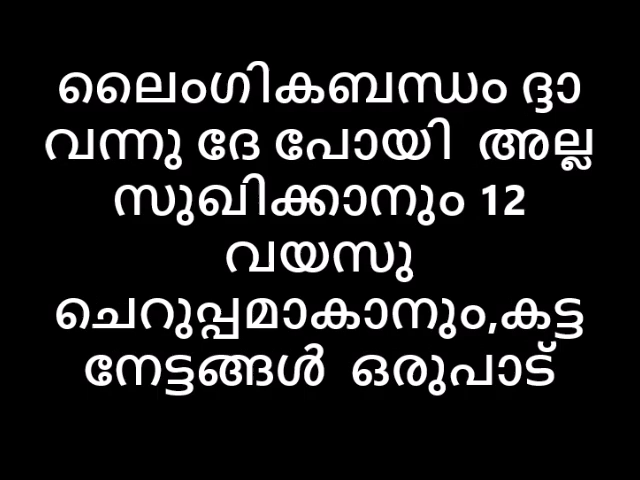 ലൈംഗികബന്ധം ദ്ദാ
വന്നു ദേ പോയി അല്ല
സുഖിക്കാനും 12
വയസു
ചെറുപ്പമാകാനും,കട്ട
നേട്ടങ്ങൾ ഒരുപാട്